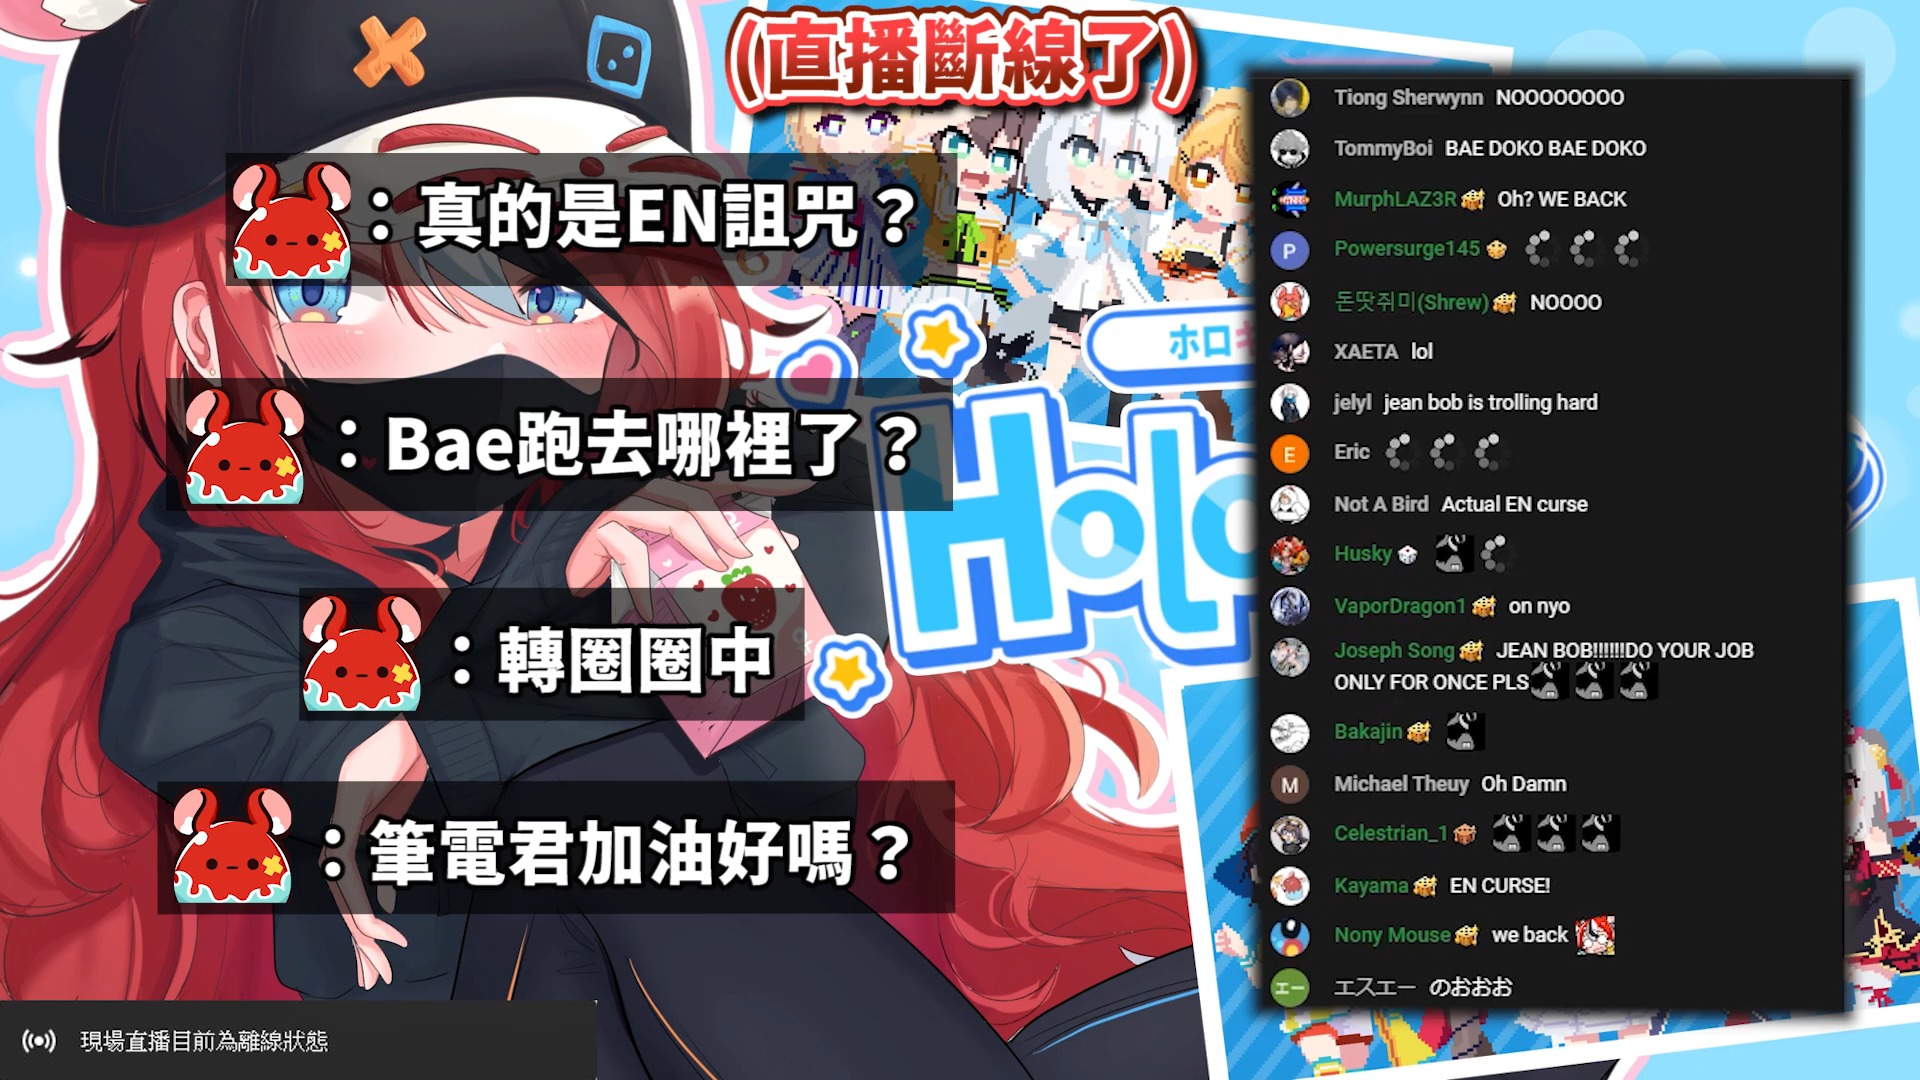 (直播斷線了)
：真的是EN詛咒？
：Bae跑去哪裡了？
：轉圈圈中
：筆電君加油好嗎？
現場直播目前為離線狀態
ホロ
Holo
Tiong Sherwynn NOOOOOOOO
TommyBoi BAE DOKO BAE DOKO
MurphLAZ3R Oh? WE BACK
P Powersurge145
돈땃쥐미(Shrew) NOOOO
XAETA lol
jelyl jean bob is trolling hard
E Eric
Not A Bird Actual EN curse
Husky
VaporDragon1 on nyo
Joseph Song JEAN BOB!!!!!!DO YOUR JOB
ONLY FOR ONCE PLS
Bakajin
M Michael Theuy Oh Damn
Celestrian_1
Kayama EN CURSE!
Nony Mouse we back
エー エスエー のおおお